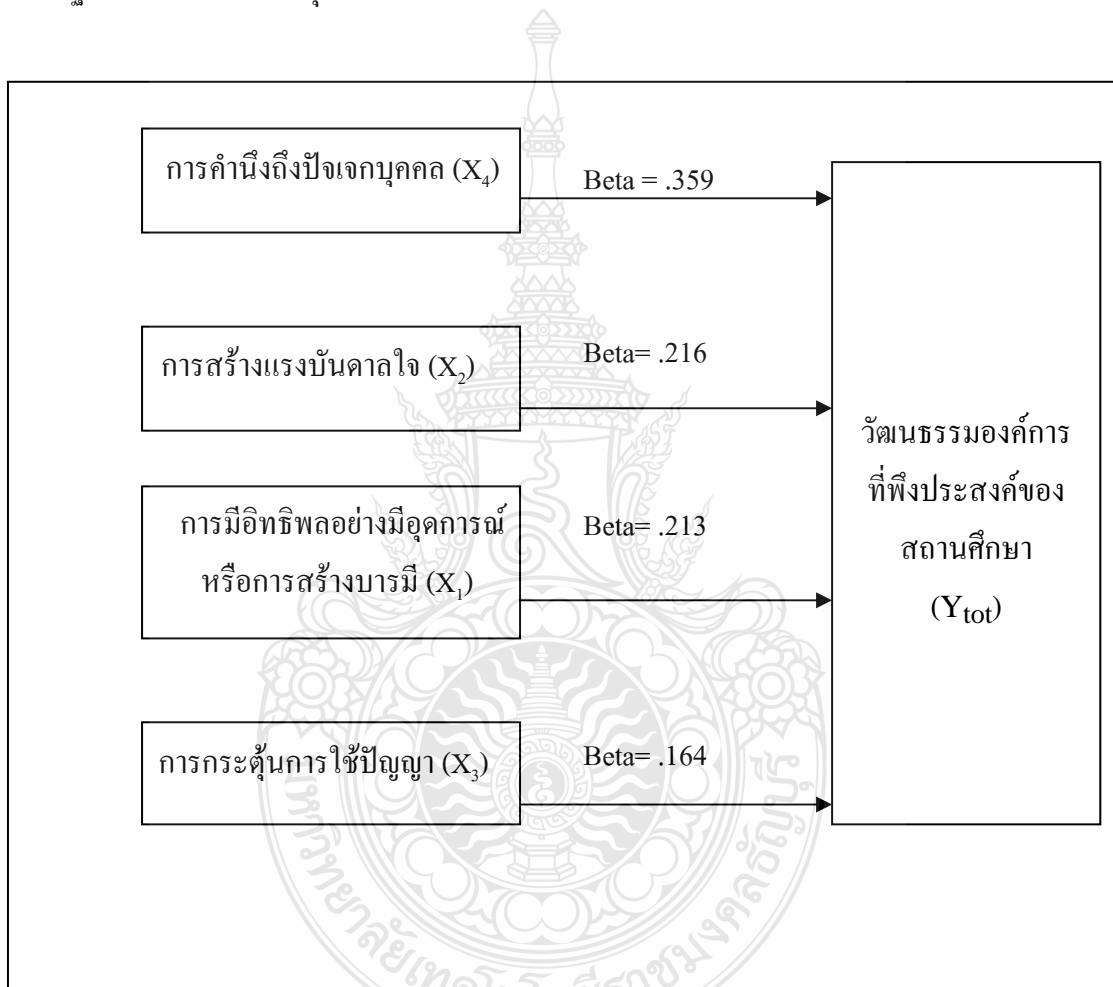 การคำนึงถึงปัจเจกบุคคล (X₄)
Beta = .359
การสร้างแรงบันดาลใจ (X₂)
Beta= .216
การมีอิทธิพลอย่างมีอุดการณ์
หรือการสร้างบารมี (X₁)
Beta= .213
การกระตุ้นการใช้ปัญญา (X₃)
Beta= .164
วัฒนธรรมองค์การ
ที่พึงประสงค์ของ
สถานศึกษา
(Yₜₒₜ)